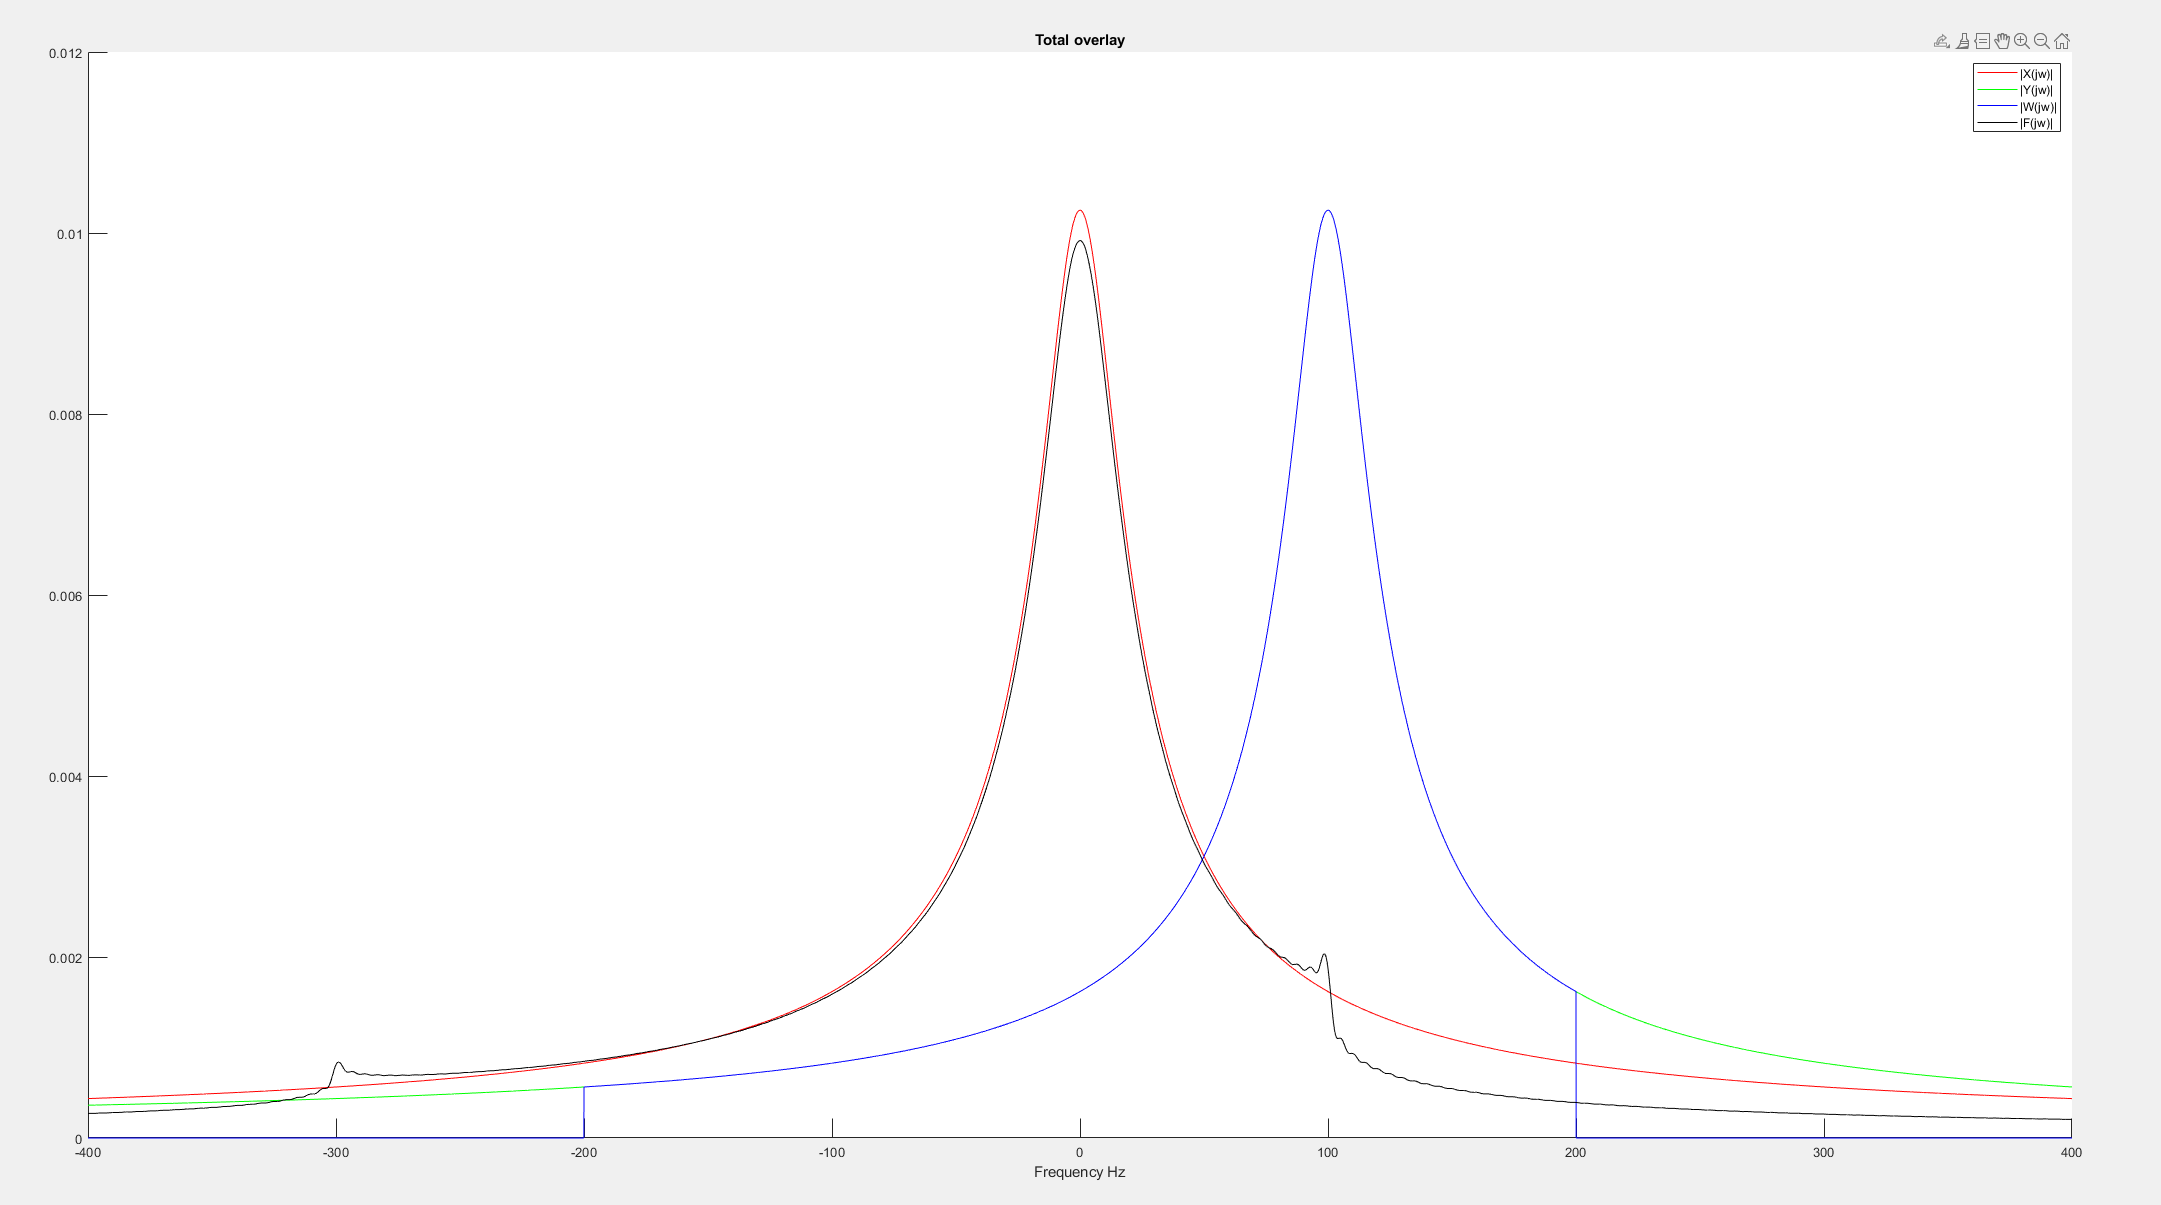 Total overlay
0.012
0.01
0.008
0.006
0.004
0.002
0
|X(jw)|
|Y(jw)|
|W(jw)|
|F(jw)|
-400 -300 -200 -100 0 100 200 300 400
Frequency Hz